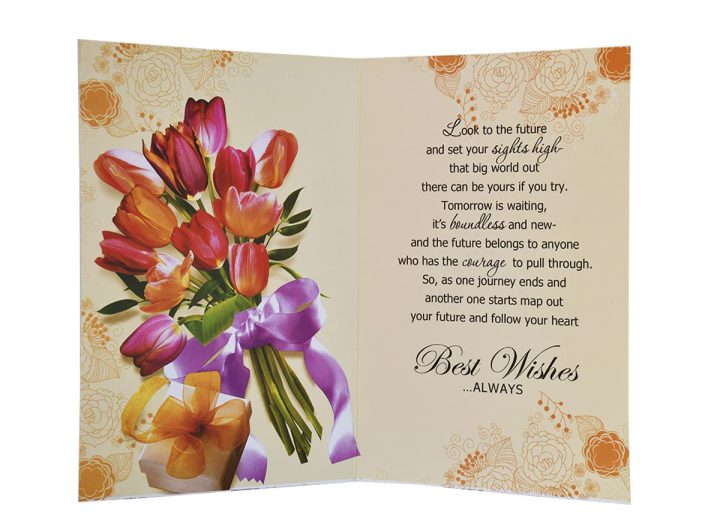 Look to the future
and set your sights high-
that big world out
there can be yours if you try.
Tomorrow is waiting,
it's boundless and new-
and the future belongs to anyone
who has the courage to pull through.
So, as one journey ends and
another one starts map out
your future and follow your heart
Best Wishes
...ALWAYS